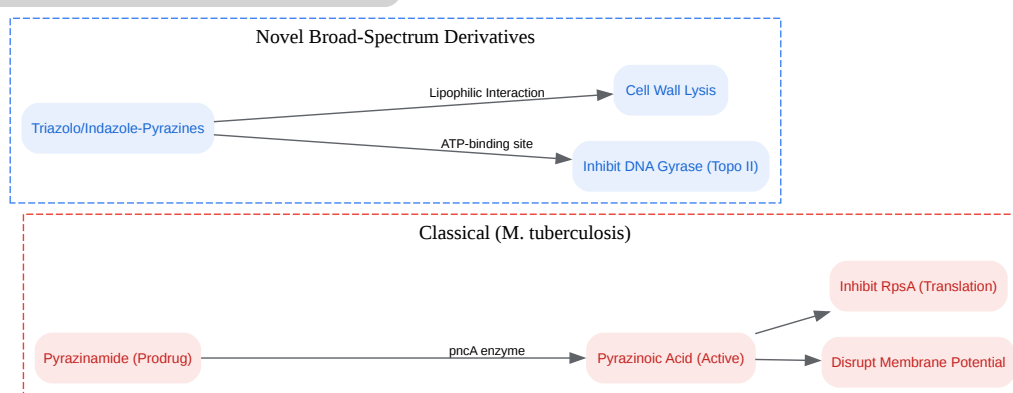 Novel Broad-Spectrum Derivatives
Lipophilic Interaction
Cell Wall Lysis
Triazolo/Indazole-Pyrazines
ATP-binding site
Inhibit DNA Gyrase (Topo II)
Classical (M. tuberculosis)
Inhibit RpsA (Translation)
Pyrazinamide (Prodrug)
pncA enzyme
Pyrazinoic Acid (Active)
Disrupt Membrane Potential